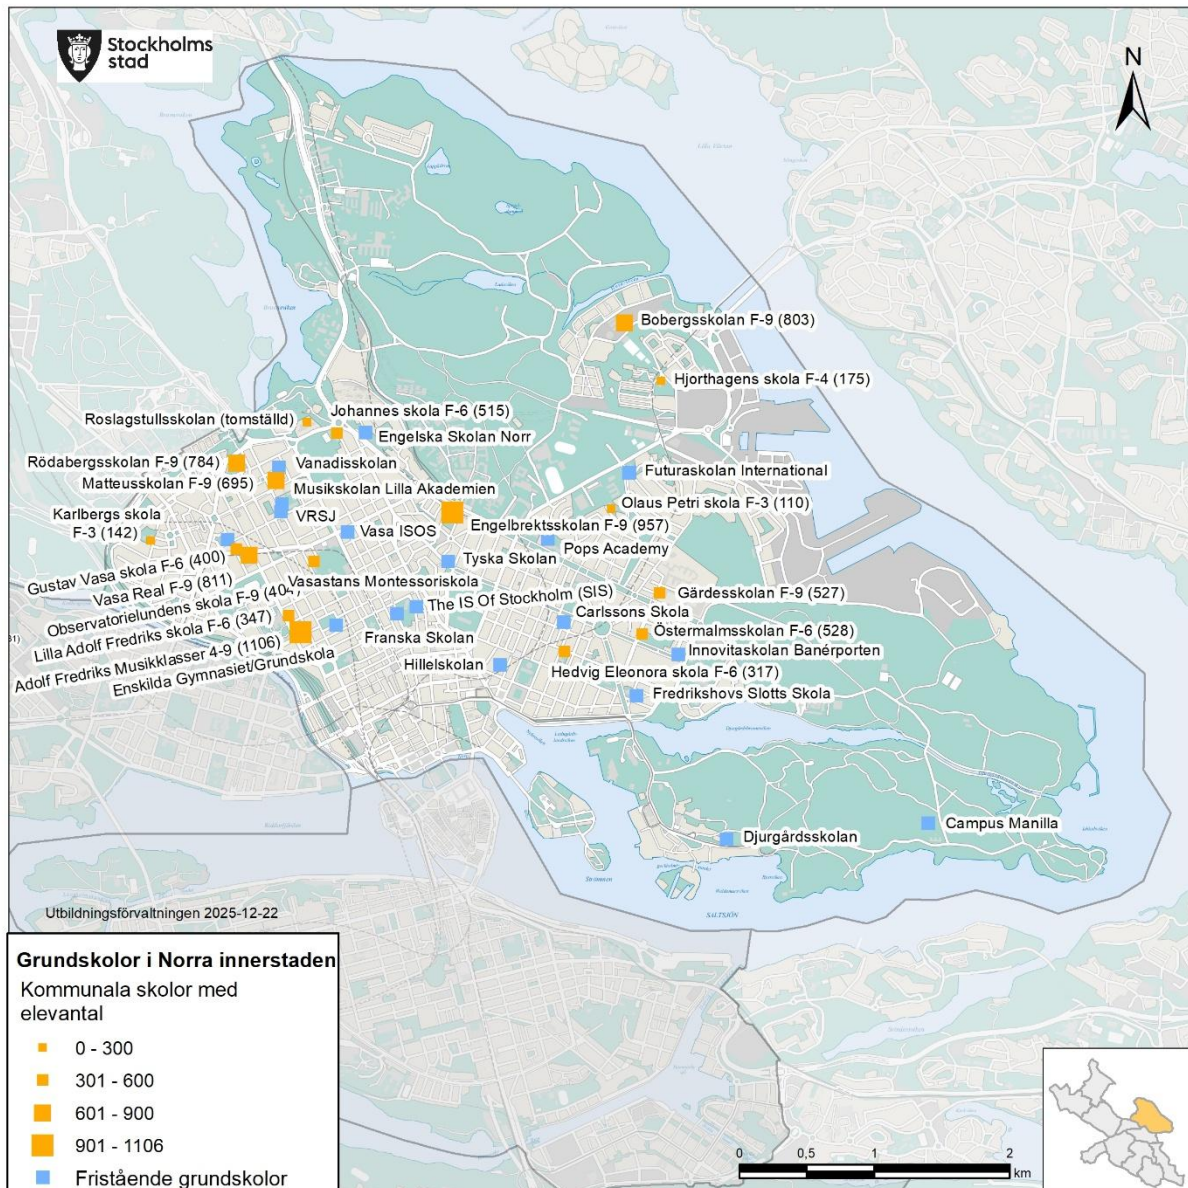 Stockholms
stad
N
Bobergsskolan F-9 (803)
Hjorthagens skola F-4 (175)
Johannes skola F-6 (515)
Roslagstullsskolan (tomställd)
Engelska Skolan Norr
Rödabergsskolan F-9 (784)
Vanadisskolan
Matteusskolan F-9 (695)
Musikskolan Lilla Akademien
Futuraskolan International
Karlbergs skola
F-3 (142)
VRSJ
Olaus Petri skola F-3 (110)
Engelbrektsskolan F-9 (957)
Vasa ISOS
Pops Academy
Tyska Skolan
Gustav Vasa skola F-6 (400)
Vasa Real F-9 (811)
Vasastans Montessoriskola
Observatorielundens skola F-9 (404)
Gärdesskolan F-9 (527)
The IS Of Stockholm (SIS)
Lilla Adolf Fredriks skola F-6 (347)
Carlssons Skola
Adolf Fredriks Musikklasser 4-9 (1106)
Franska Skolan
Östermalmsskolan F-6 (528)
Enskilda Gymnasiet/Grundskola
Hillelskolan
Innovitaskolan Banérporten
Hedvig Eleonora skola F-6 (317)
Fredrikshovs Slotts Skola
Campus Manilla
Djurgårdsskolan
Strömmen
SALTSJÖN
Utbildningsförvaltningen 2025-12-22
Grundskolor i Norra innerstaden
Kommunala skolor med
elevantal
0 - 300
301 - 600
601 - 900
901 - 1106
Fristående grundskolor
0 0,5 1 2
km